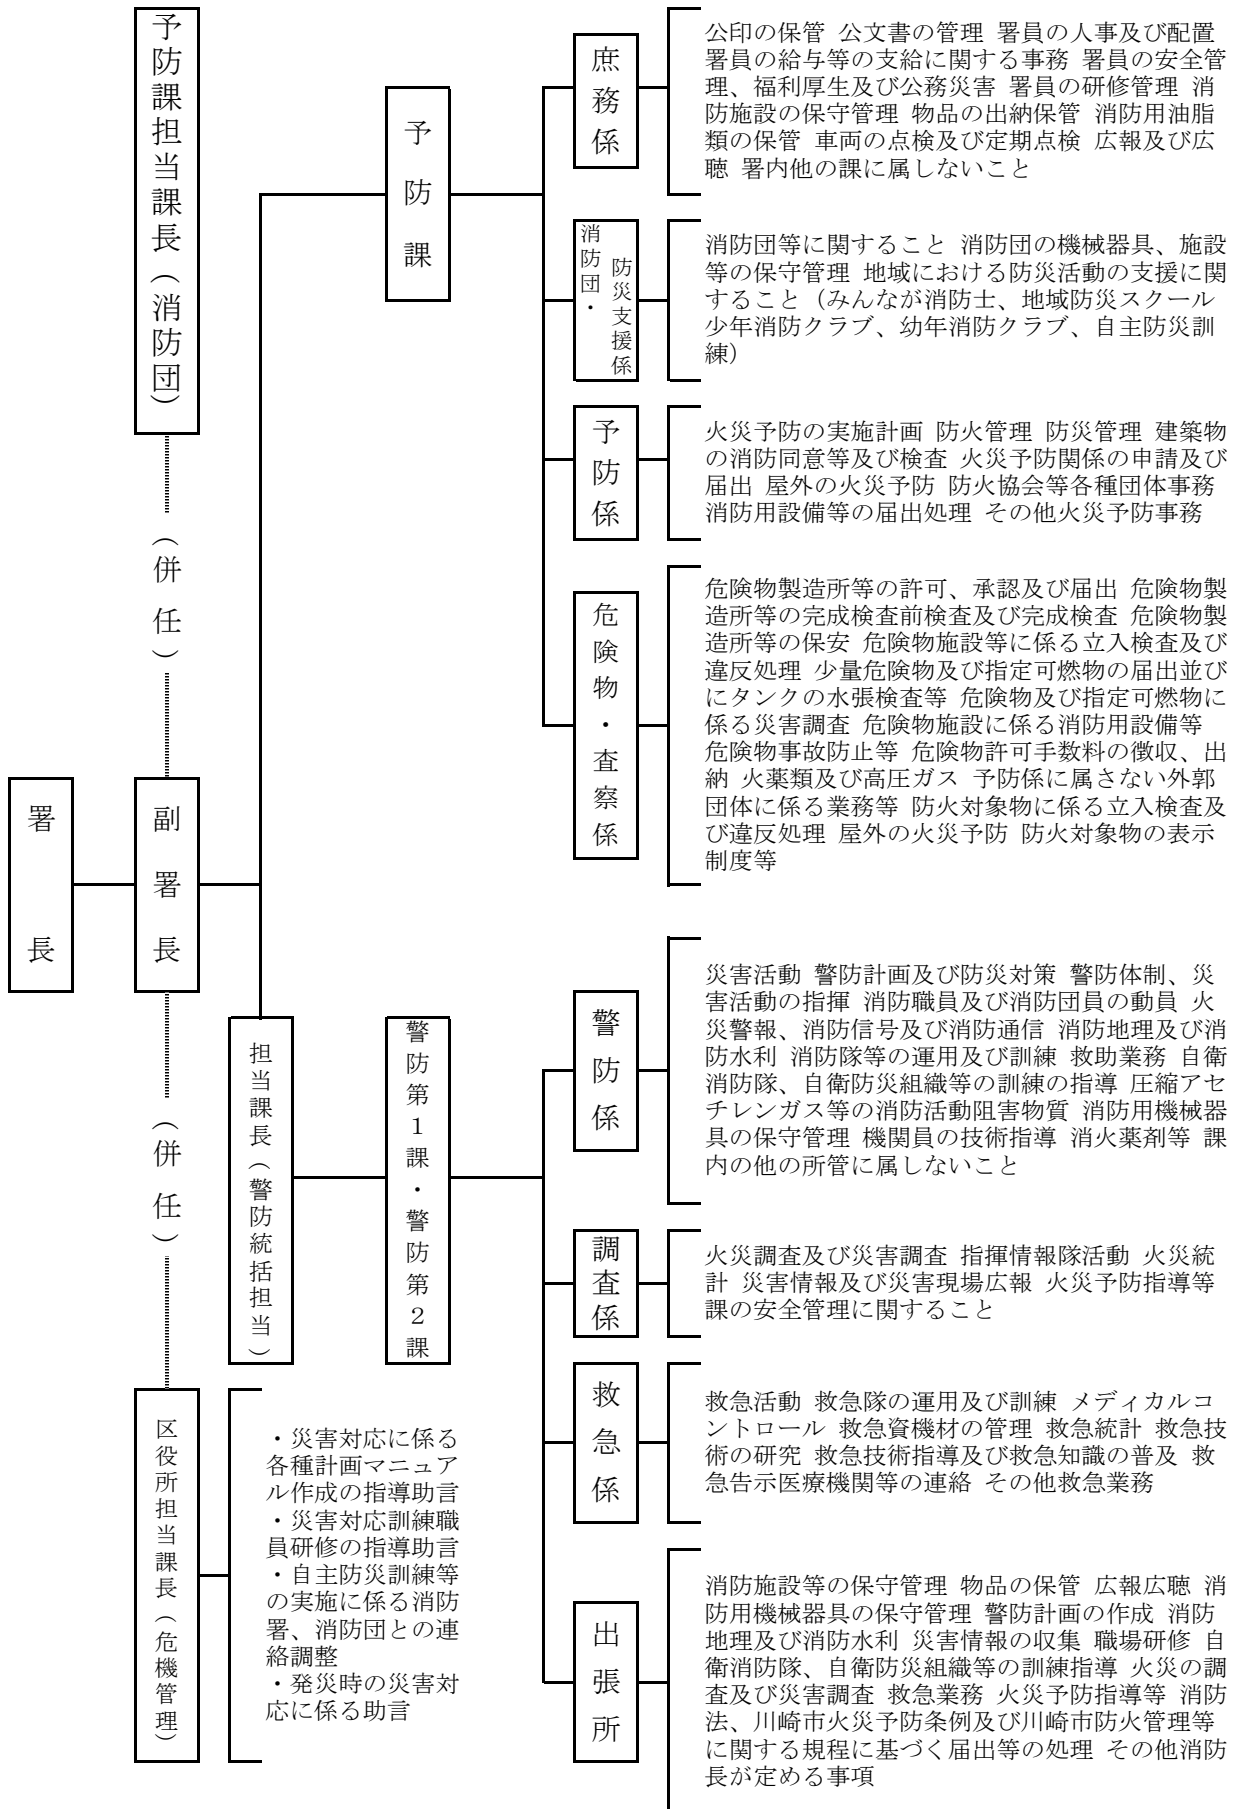 予防課担当課長（消防団）
（併任）
署長
副署長
（併任）
区役所担当課長（危機管理）
・災害対応に係る
各種計画マニュア
ル作成の指導助言
・災害対応訓練職
員研修の指導助言
・自主防災訓練等
の実施に係る消防
署、消防団との連
絡調整
・発災時の災害対
応に係る助言
予防課
庶務係
公印の保管 公文書の管理 署員の人事及び配置
署員の給与等の支給に関する事務 署員の安全管
理、福利厚生及び公務災害 署員の研修管理 消
防施設の保守管理 物品の出納保管 消防用油脂
類の保管 車両の点検及び定期点検 広報及び広
聴 署内他の課に属しないこと
消防団・
防災支援係
消防団等に関すること 消防団の機械器具、施設
等の保守管理 地域における防災活動の支援に関
すること（みんなが消防士、地域防災スクール
少年消防クラブ、幼年消防クラブ、自主防災訓
練）
予防係
火災予防の実施計画 防火管理 防災管理 建築物
の消防同意等及び検査 火災予防関係の申請及び
届出 屋外の火災予防 防火協会等各種団体事務
消防用設備等の届出処理 その他火災予防事務
危険物・査察係
危険物製造所等の許可、承認及び届出 危険物製
造所等の完成検査前検査及び完成検査 危険物製
造所等の保安 危険物施設等に係る立入検査及び
違反処理 少量危険物及び指定可燃物の届出並び
にタンクの水張検査等 危険物及び指定可燃物に
係る災害調査 危険物施設に係る消防用設備等
危険物事故防止等 危険物許可手数料の徴収、出
納 火薬類及び高圧ガス 予防係に属さない外郭
団体に係る業務等 防火対象物に係る立入検査及
び違反処理 屋外の火災予防 防火対象物の表示
制度等
担当課長（警防統括担当）
警防第１課・警防第２課
警防係
災害活動 警防計画及び防災対策 警防体制、災
害活動の指揮 消防職員及び消防団員の動員 火
災警報、消防信号及び消防通信 消防地理及び消
防水利 消防隊等の運用及び訓練 救助業務 自衛
消防隊、自衛防災組織等の訓練の指導 圧縮アセ
チレンガス等の消防活動阻害物質 消防用機械器
具の保守管理 機関員の技術指導 消火薬剤等 課
内の他の所管に属しないこと
調査係
火災調査及び災害調査 指揮情報隊活動 火災統
計 災害情報及び災害現場広報 火災予防指導等
課の安全管理に関すること
救急係
救急活動 救急隊の運用及び訓練 メディカルコ
ントロール 救急資機材の管理 救急統計 救急技
術の研究 救急技術指導及び救急知識の普及 救
急告示医療機関等の連絡 その他救急業務
出張所
消防施設等の保守管理 物品の保管 広報広聴 消
防用機械器具の保守管理 警防計画の作成 消防
地理及び消防水利 災害情報の収集 職場研修 自
衛消防隊、自衛防災組織等の訓練指導 火災の調
査及び災害調査 救急業務 火災予防指導等 消防
法、川崎市火災予防条例及び川崎市防火管理等
に関する規程に基づく届出等の処理 その他消防
長が定める事項